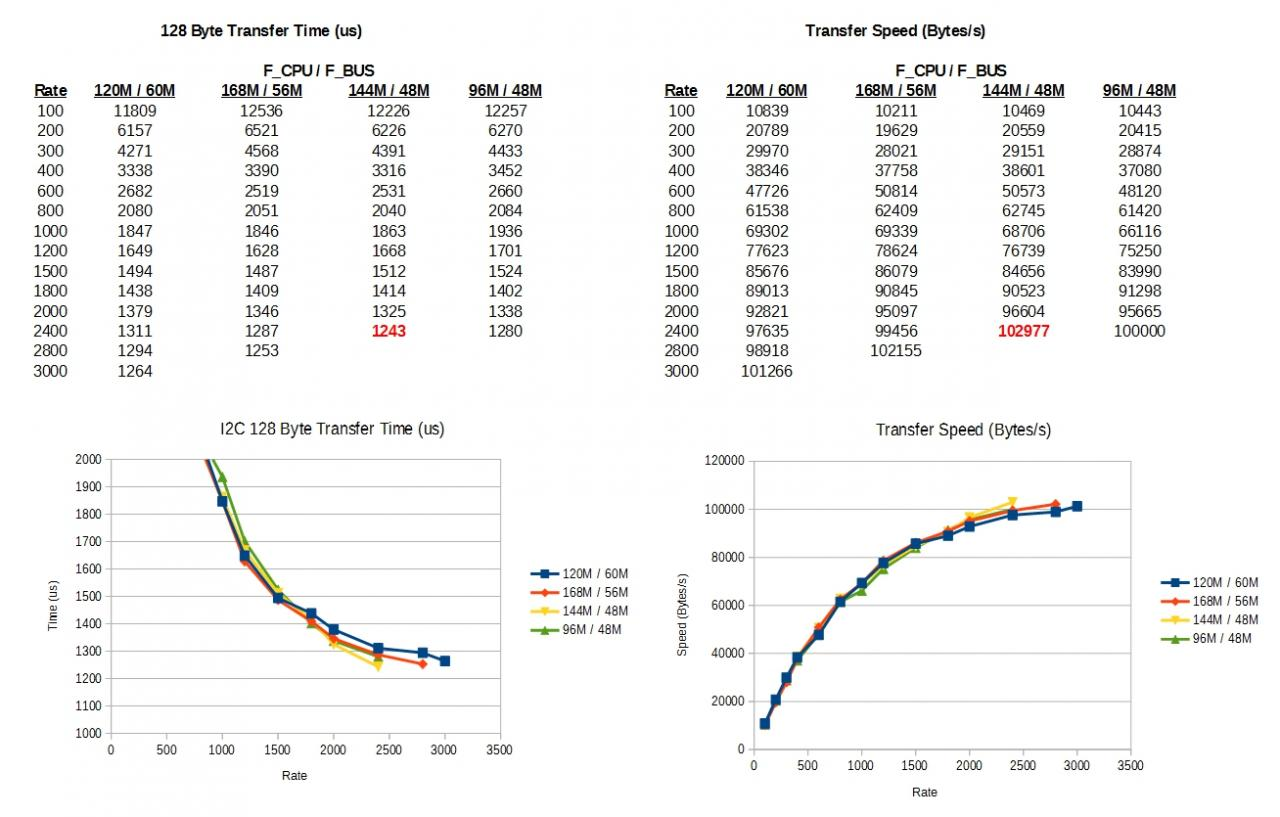 128 Byte Transfer Time (us)
F_CPU / F_BUS
Rate 120M / 60M 168M / 56M 144M / 48M 96M / 48M
100 11809 12536 12226 12257
200 6157 6521 6226 6270
300 4271 4568 4391 4433
400 3338 3390 3316 3452
600 2682 2519 2531 2660
800 2080 2051 2040 2084
1000 1847 1846 1863 1936
1200 1649 1628 1668 1701
1500 1494 1487 1512 1524
1800 1438 1409 1414 1402
2000 1379 1346 1325 1338
2400 1311 1287 1243 1280
2800 1294 1253
3000 1264
Transfer Speed (Bytes/s)
F_CPU / F_BUS
Rate 120M / 60M 168M / 56M 144M / 48M 96M / 48M
100 10839 10211 10469 10443
200 20789 19629 20559 20415
300 29970 28021 29151 28874
400 38346 37758 38601 37080
600 47726 50814 50573 48120
800 61538 62409 62745 61420
1000 69302 69339 68706 66116
1200 77623 78624 76739 75250
1500 85676 86079 84656 83990
1800 89013 90845 90523 91298
2000 92821 95097 96604 95665
2400 97635 99456 102977 100000
2800 98918 102155
3000 101266
I2C 128 Byte Transfer Time (us)
2000
1900
1800
1700
1600
1500
1400
1300
1200
1100
1000
0 500 1000 1500 2000 2500 3000 3500
Time (us)
Rate
120M / 60M
168M / 56M
144M / 48M
96M / 48M
Transfer Speed (Bytes/s)
120000
100000
80000
60000
40000
20000
0
0 500 1000 1500 2000 2500 3000 3500
Speed (Bytes/s)
Rate
120M / 60M
168M / 56M
144M / 48M
96M / 48M